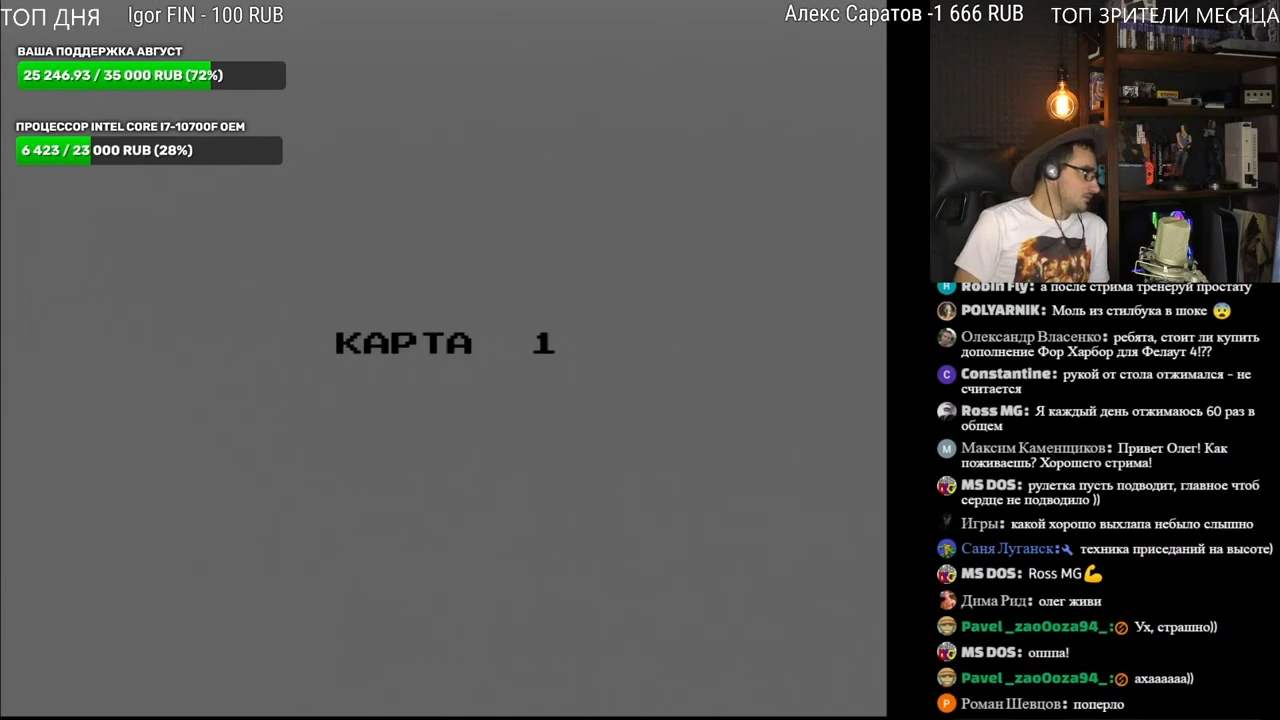 ТОП ДНЯ
Igor FIN - 100 RUB
Алекс Саратов -1 666 RUB
ТОП ЗРИТЕЛИ МЕСЯЦА
ВАША ПОДДЕРЖКА АВГУСТ
25 246.93 / 35 000 RUB (72%)
ПРОЦЕССОР INTEL CORE I7-10700F OEM
6 423 / 23 000 RUB (28%)
КАРТА 1
Robin Fly: а после стрима тренеруй простату
POLYARNIK: Моль из стилбука в шоке 😨
Олександр Власенко: ребята, стоит ли купить
дополнение Фор Харбор для Фелаут 4!??
Constantine: рукой от стола отжимался - не
считается
Ross MG: Я каждый день отжимаюсь 60 раз в
общем
Максим Каменщиков: Привет Олег! Как
поживаешь? Хорошего стрима!
MS DOS: рулетка пусть подводит, главное чтоб
сердце не подводило ))
Игры: какой хорошо выхлапа небыло слышно
Саня Луганск: техника приседаний на высоте)
MS DOS: Ross MG💪
Дима Рид: олег живи
Pavel_zaoOoza94_: Ух, страшно))
MS DOS: опппа!
Pavel_zaoOoza94_: ахаааааа))
Роман Шевцов: поперло